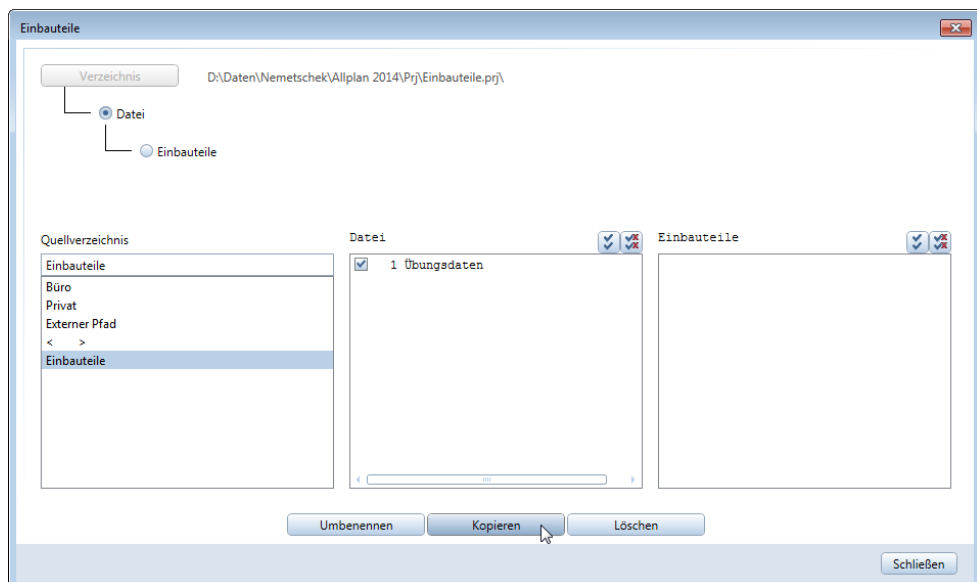 Einbauteile
Verzeichnis D:\Daten\Nemetschek\Allplan 2014\Prj\Einbauteile.prj\
Datei
Einbauteile
Quellverzeichnis
Einbauteile
Büro
Privat
Externer Pfad
< >
Einbauteile
Datei
1 Übungsdaten
Einbauteile
Umbenennen Kopieren Löschen
Schließen